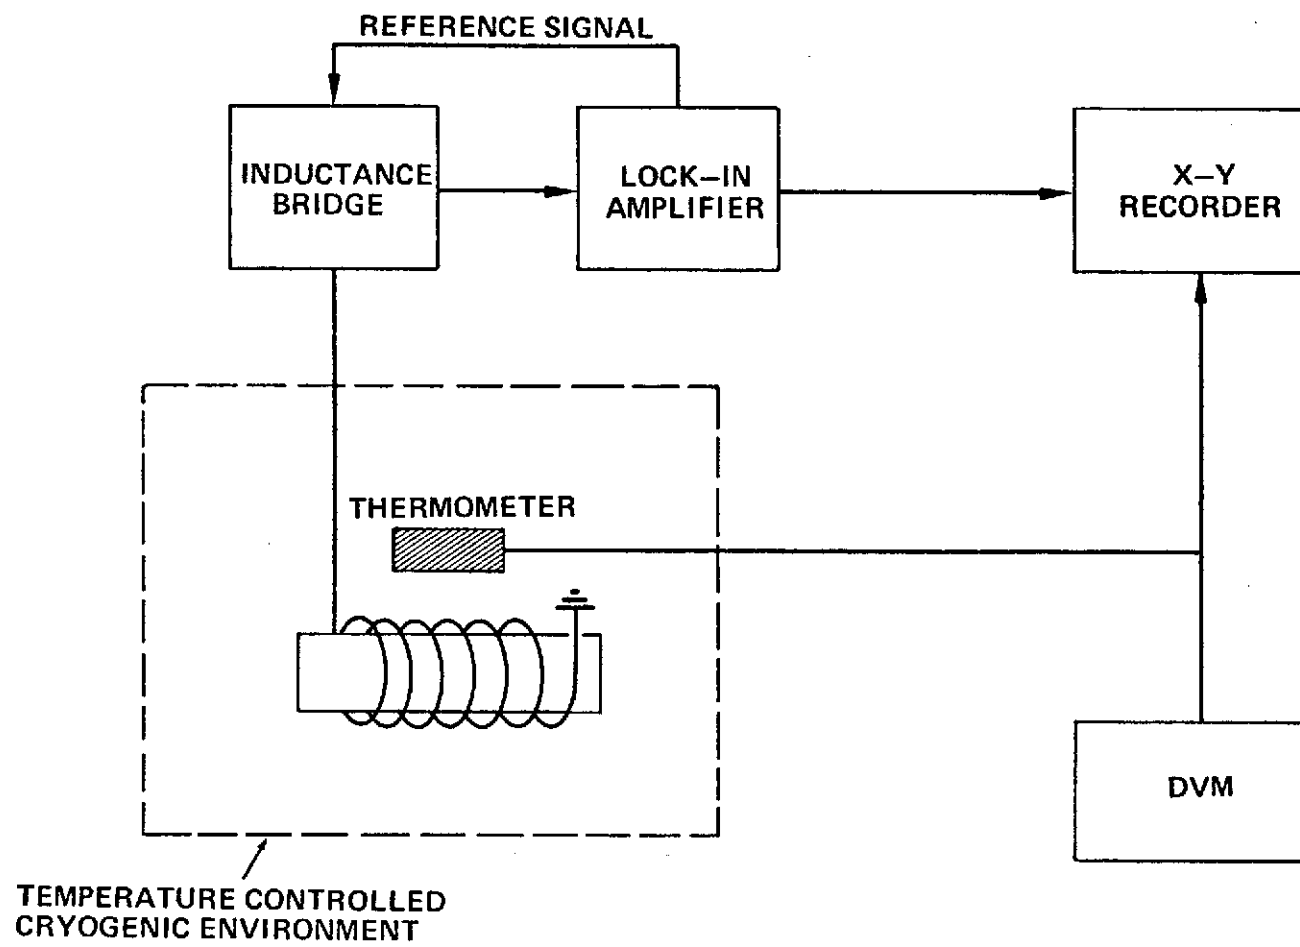 REFERENCE SIGNAL
INDUCTANCE
BRIDGE
LOCK-IN
AMPLIFIER
X-Y
RECORDER
THERMOMETER
DVM
TEMPERATURE CONTROLLED
CRYOGENIC ENVIRONMENT